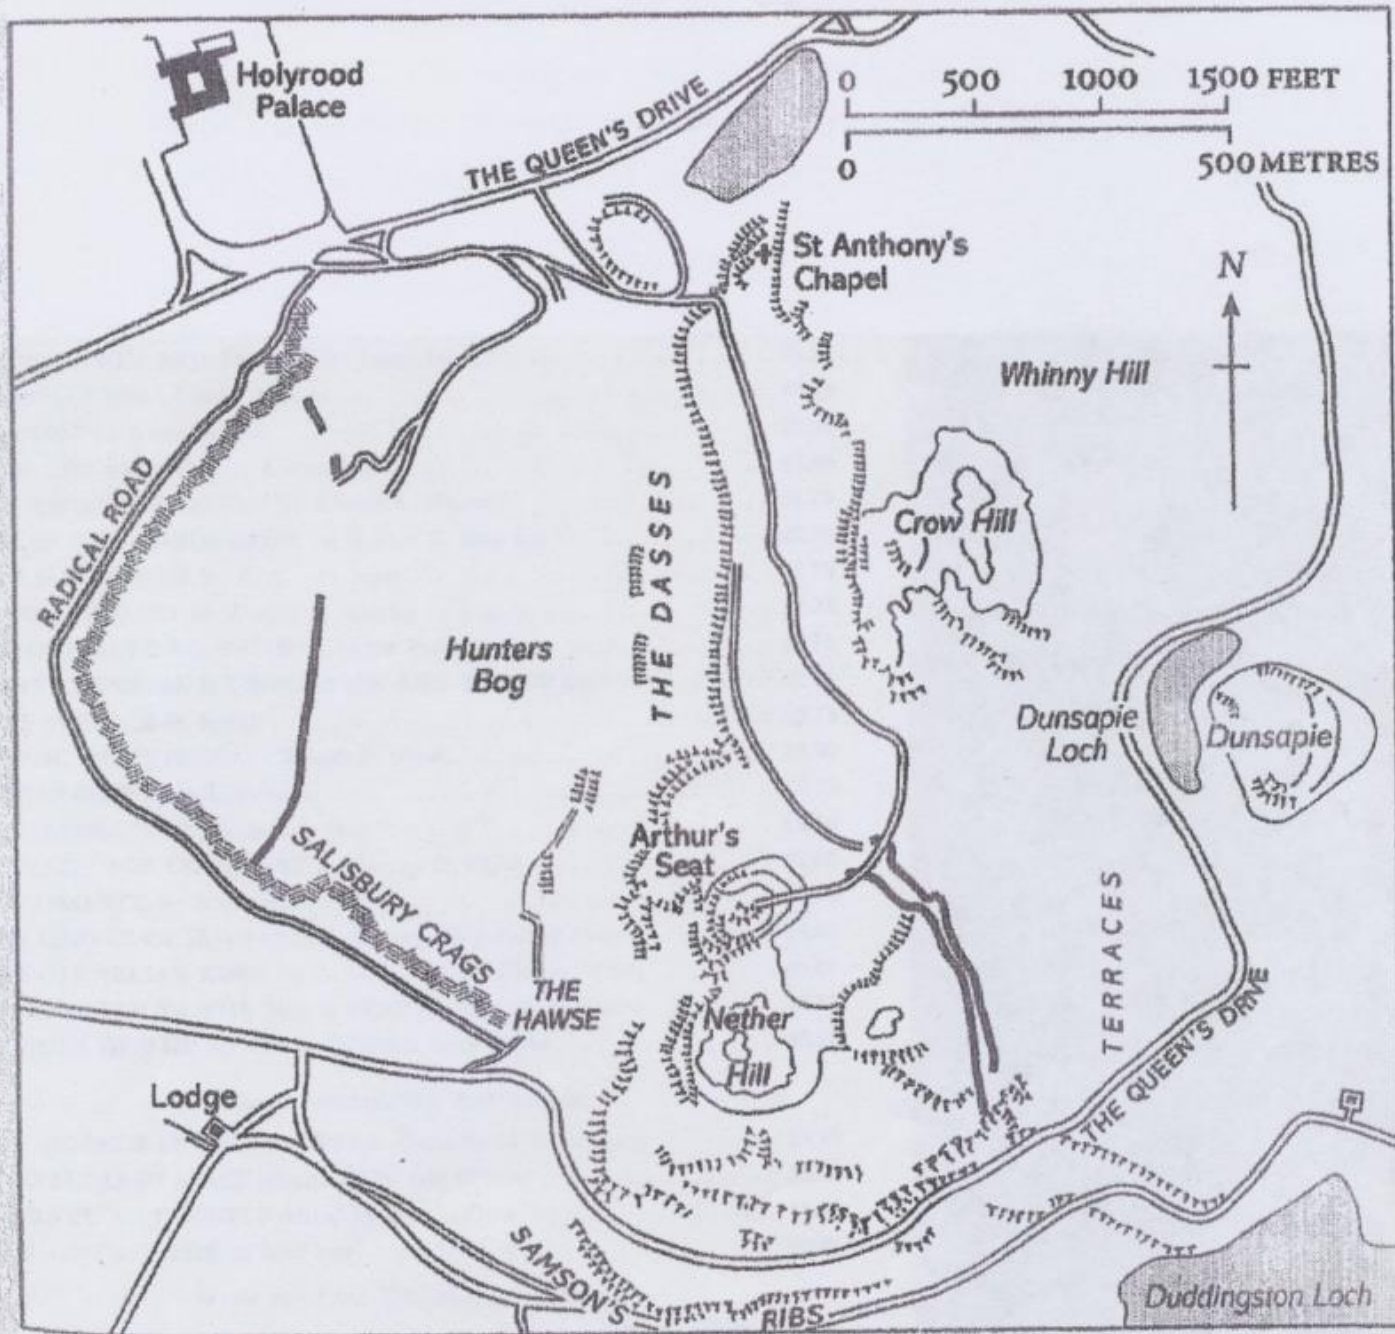 Holyrood
Palace
THE QUEEN'S DRIVE
0 500 1000 1500 FEET
0 500 METRES
St Anthony's
Chapel
N
Whinny Hill
RADICAL ROAD
THE DASSES
Crow Hill
Hunters
Bog
Dunsapie
Loch
Dunsapie
Arthur's
Seat
SALISBURY CRAGS
TERRACES
THE
HAWSE
Nether
Hill
THE QUEEN'S DRIVE
Lodge
SAMSON'S
RIBS
Duddingston Loch